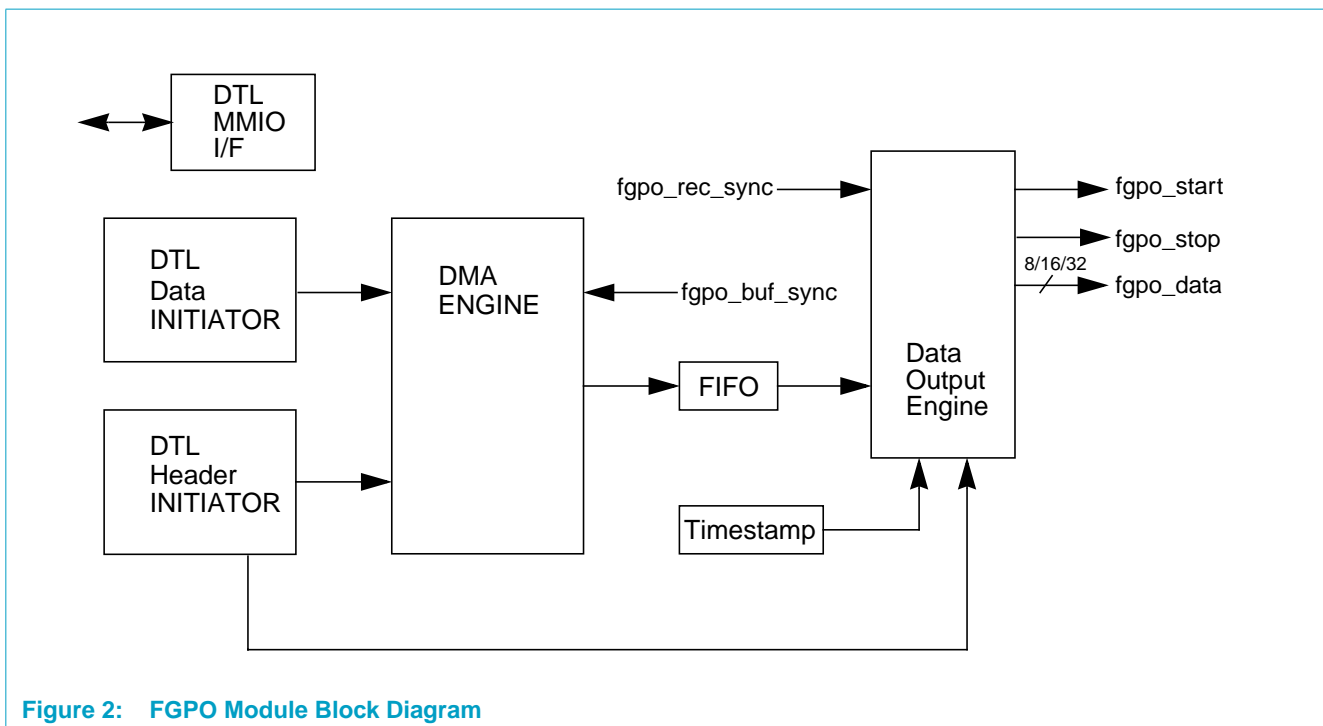 DTL
MMIO
I/F
fgpo_rec_sync
fgpo_start
fgpo_stop
8/16/32
fgpo_data
DTL
Data
INITIATOR
DMA
ENGINE
fgpo_buf_sync
FIFO
Data
Output
Engine
DTL
Header
INITIATOR
Timestamp
Figure 2: FGPO Module Block Diagram